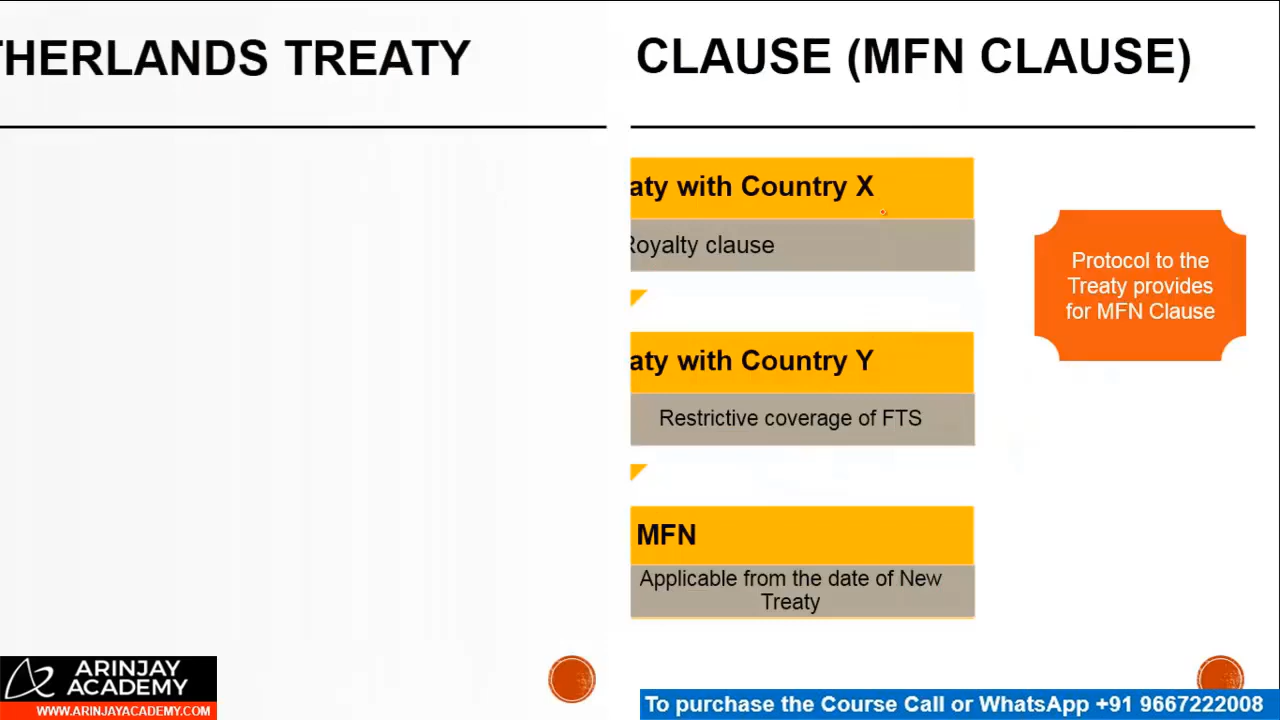 THERLANDS TREATY
CLAUSE (MFN CLAUSE)
aty with Country X
Royalty clause
aty with Country Y
Restrictive coverage of FTS
MFN
Applicable from the date of New
Treaty
Protocol to the
Treaty provides
for MFN Clause
ARINJAY
ACADEMY
WWW.ARINJAYACADEMY.COM
To purchase the Course Call or WhatsApp +91 9667222008